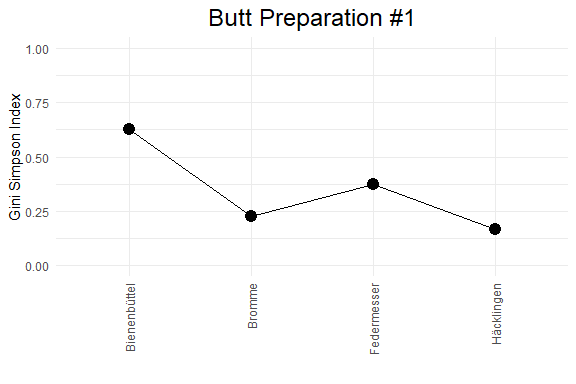 Butt Preparation #1
Gini Simpson Index
1.00
0.75
0.50
0.25
0.00
Bienenbüttel
Bromme
Federmesser
Häcklingen